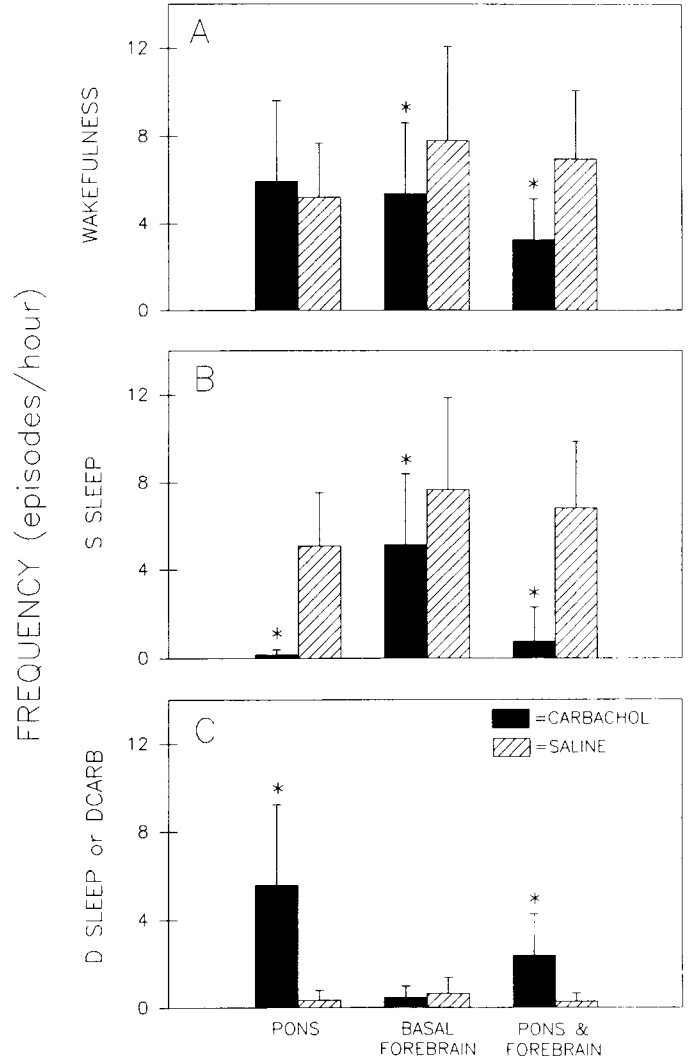 FREQUENCY (episodes/hour)
WAKEFULNESS
A
12
8
4
0
*
*
S SLEEP
B
12
8
4
0
*
*
*
D SLEEP or DCARB
C
12
8
4
0
*
*
=CARBACHOL
=SALINE
PONS
BASAL
FOREBRAIN
PONS &
FOREBRAIN